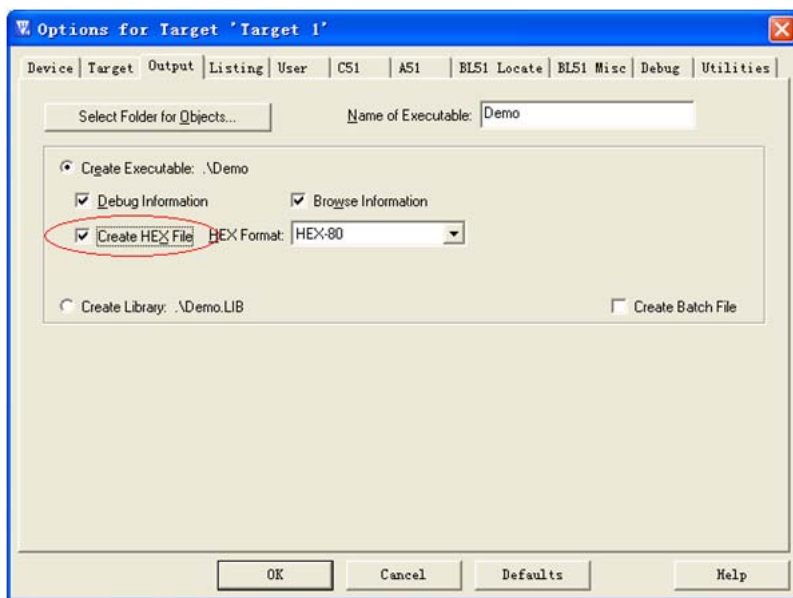 Options for Target 'Target 1'
Device Target Output Listing User C51 A51 BL51 Locate BL51 Misc Debug Utilities
Select Folder for Objects... Name of Executable: Demo
Create Executable: .\Demo
Debug Information Browse Information
Create HEX File HEX Format: HEX-80
Create Library: .\Demo.LIB Create Batch File
OK Cancel Defaults Help